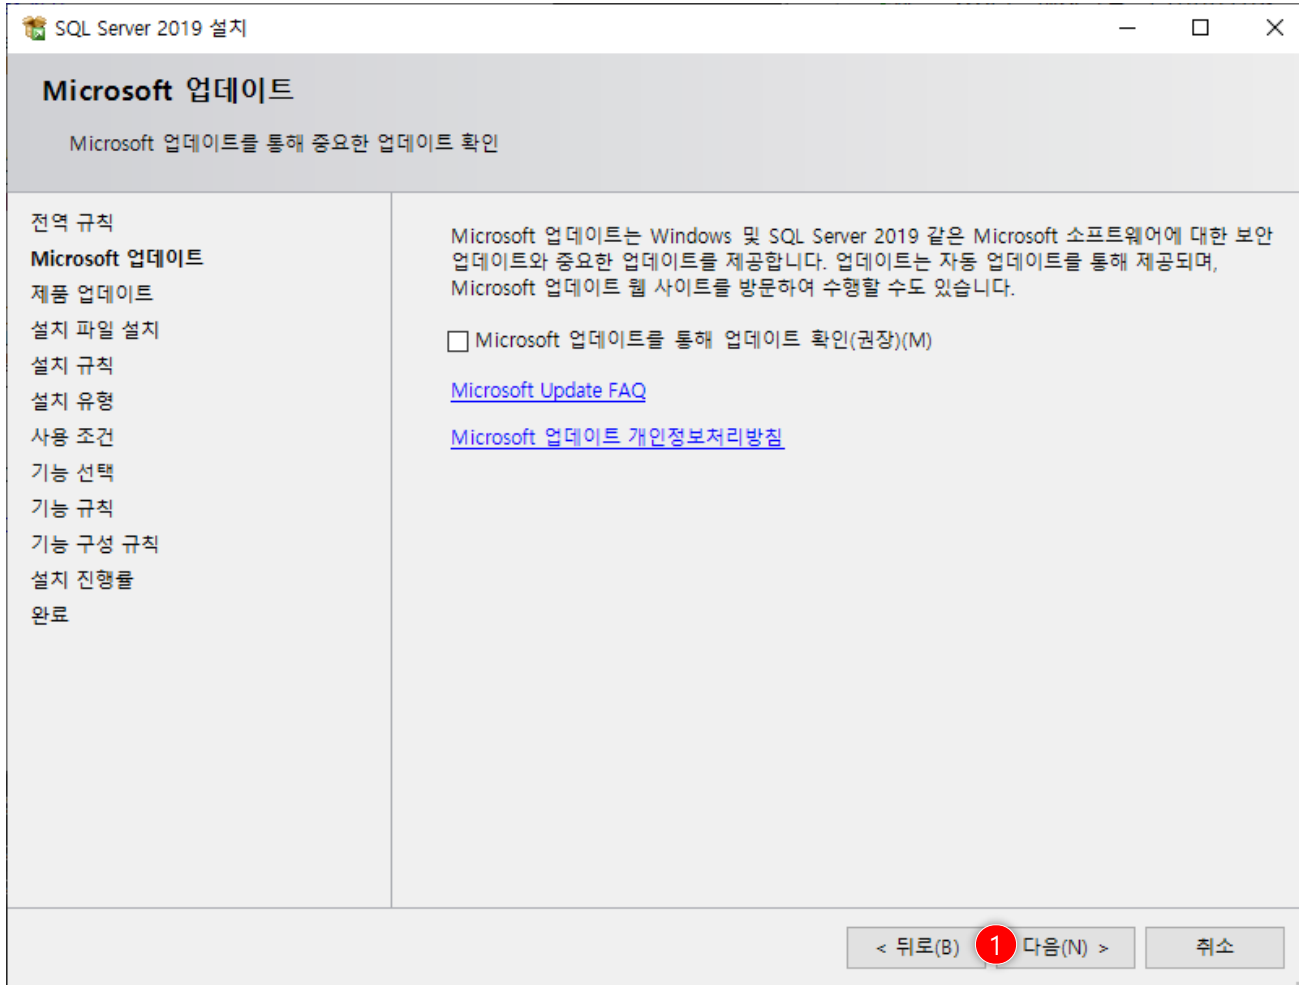 SQL Server 2019 설치
Microsoft 업데이트
Microsoft 업데이트를 통해 중요한 업데이트 확인
전역 규칙
Microsoft 업데이트
제품 업데이트
설치 파일 설치
설치 규칙
설치 유형
사용 조건
기능 선택
기능 규칙
기능 구성 규칙
설치 진행률
완료
Microsoft 업데이트는 Windows 및 SQL Server 2019 같은 Microsoft 소프트웨어에 대한 보안
업데이트와 중요한 업데이트를 제공합니다. 업데이트는 자동 업데이트를 통해 제공되며,
Microsoft 업데이트 웹 사이트를 방문하여 수행할 수도 있습니다.
Microsoft 업데이트를 통해 업데이트 확인(권장)(M)
Microsoft Update FAQ
Microsoft 업데이트 개인정보처리방침
< 뒤로(B) 1 다음(N) > 취소